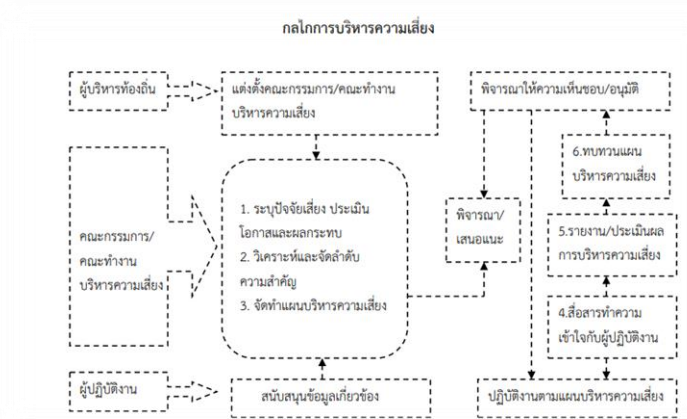 กลไกการบริหารความเสี่ยง
ผู้บริหารท้องถิ่น
แต่งตั้งคณะกรรมการ/คณะทำงาน
บริหารความเสี่ยง
พิจารณาให้ความเห็นชอบ/อนุมัติ
คณะกรรมการ/
คณะทำงาน
บริหารความเสี่ยง
1. ระบุปัจจัยเสี่ยง ประเมิน
โอกาสและผลกระทบ
2. วิเคราะห์และจัดลำดับ
ความสำคัญ
3. จัดทำแผนบริหารความเสี่ยง
พิจารณา/
เสนอแนะ
6.ทบทวนแผน
บริหารความเสี่ยง
5.รายงาน/ประเมินผล
การบริหารความเสี่ยง
4.สื่อสารทำความ
เข้าใจกับผู้ปฏิบัติงาน
ผู้ปฏิบัติงาน
สนับสนุนข้อมูลเกี่ยวข้อง
ปฏิบัติงานตามแผนบริหารความเสี่ยง